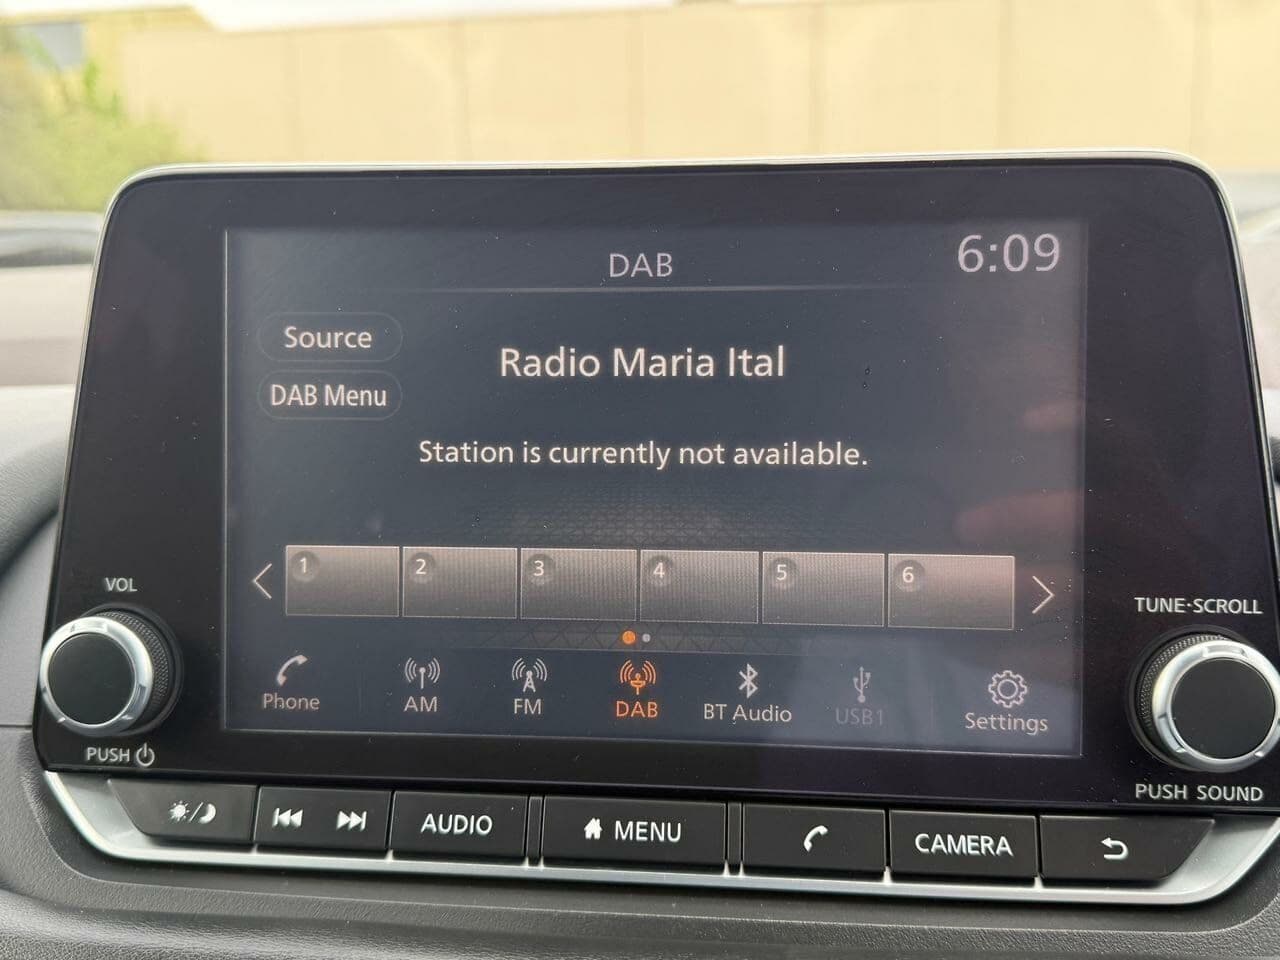 DAB
6:09
Source
Radio Maria Ital
DAB Menu
Station is currently not available.
1 2 3 4 5 6
VOL
TUNE·SCROLL
Phone AM FM DAB BT Audio USB1 Settings
PUSH
PUSH SOUND
AUDIO MENU CAMERA